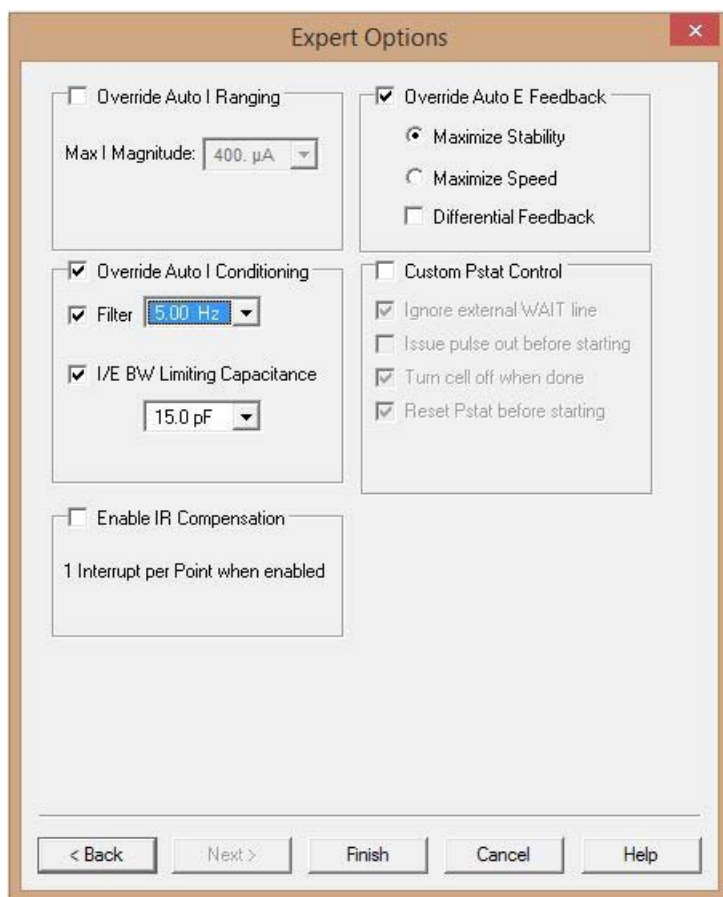 Expert Options
Override Auto I Ranging
Max I Magnitude: 400. µA
Override Auto E Feedback
Maximize Stability
Maximize Speed
Differential Feedback
Override Auto I Conditioning
Filter 5.00 Hz
I/E BW Limiting Capacitance
15.0 pF
Custom Pstat Control
Ignore external WAIT line
Issue pulse out before starting
Turn cell off when done
Reset Pstat before starting
Enable IR Compensation
1 Interrupt per Point when enabled
< Back Next > Finish Cancel Help